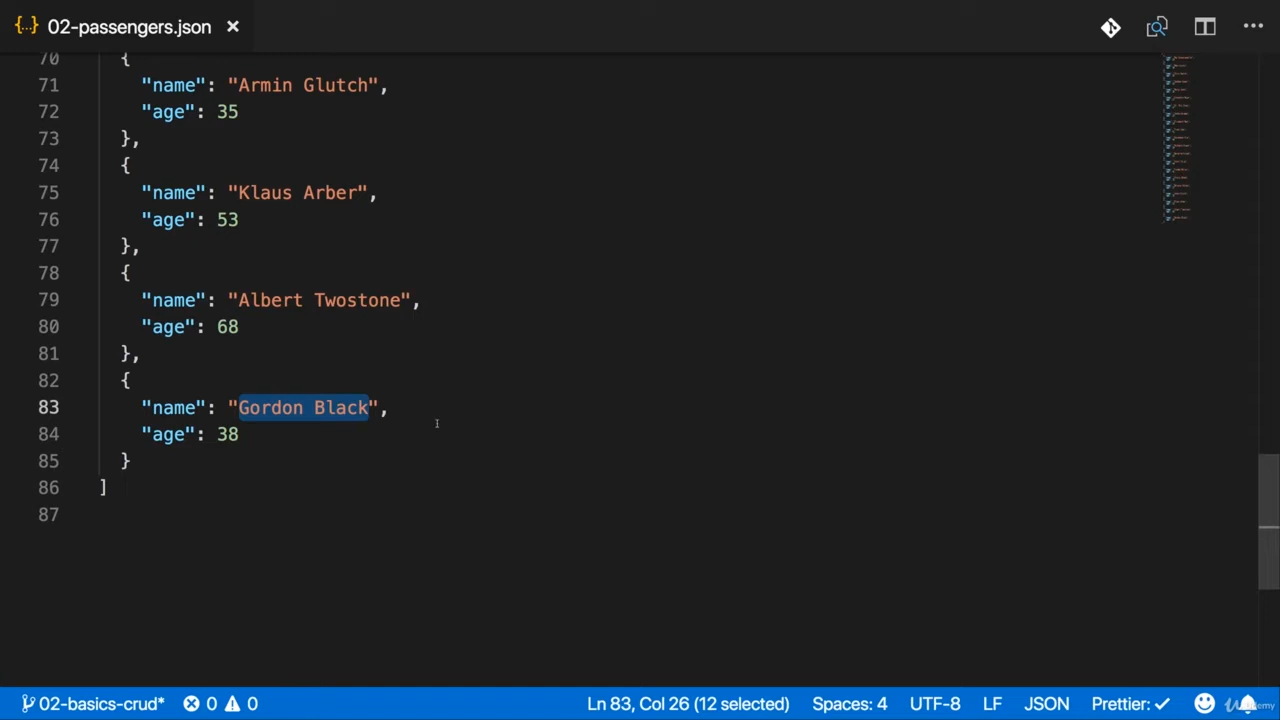 {..} 02-passengers.json ×
70 {
71 "name": "Armin Glutch",
72 "age": 35
73 },
74 {
75 "name": "Klaus Arber",
76 "age": 53
77 },
78 {
79 "name": "Albert Twostone",
80 "age": 68
81 },
82 {
83 "name": "Gordon Black",
84 "age": 38
85 }
86 ]
87
02-basics-crud* 0 0 Ln 83, Col 26 (12 selected) Spaces: 4 UTF-8 LF JSON Prettier: ✓